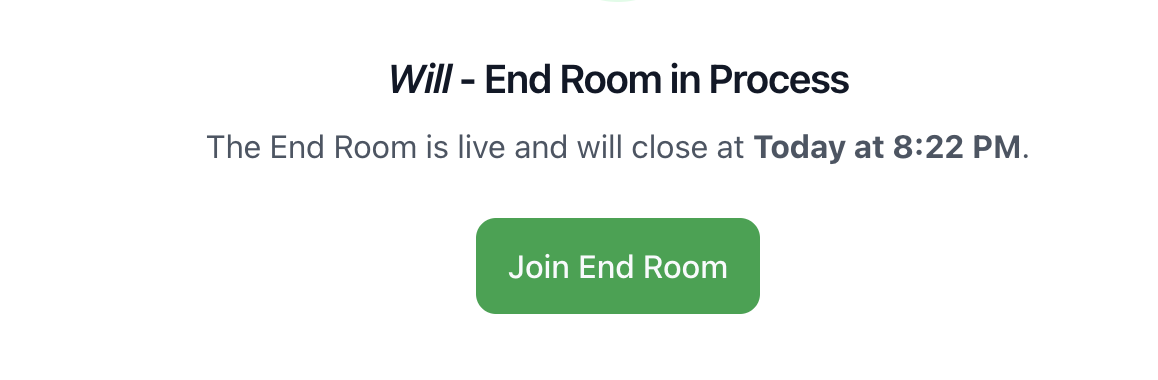 Will - End Room in Process
The End Room is live and will close at Today at 8:22 PM.
Join End Room